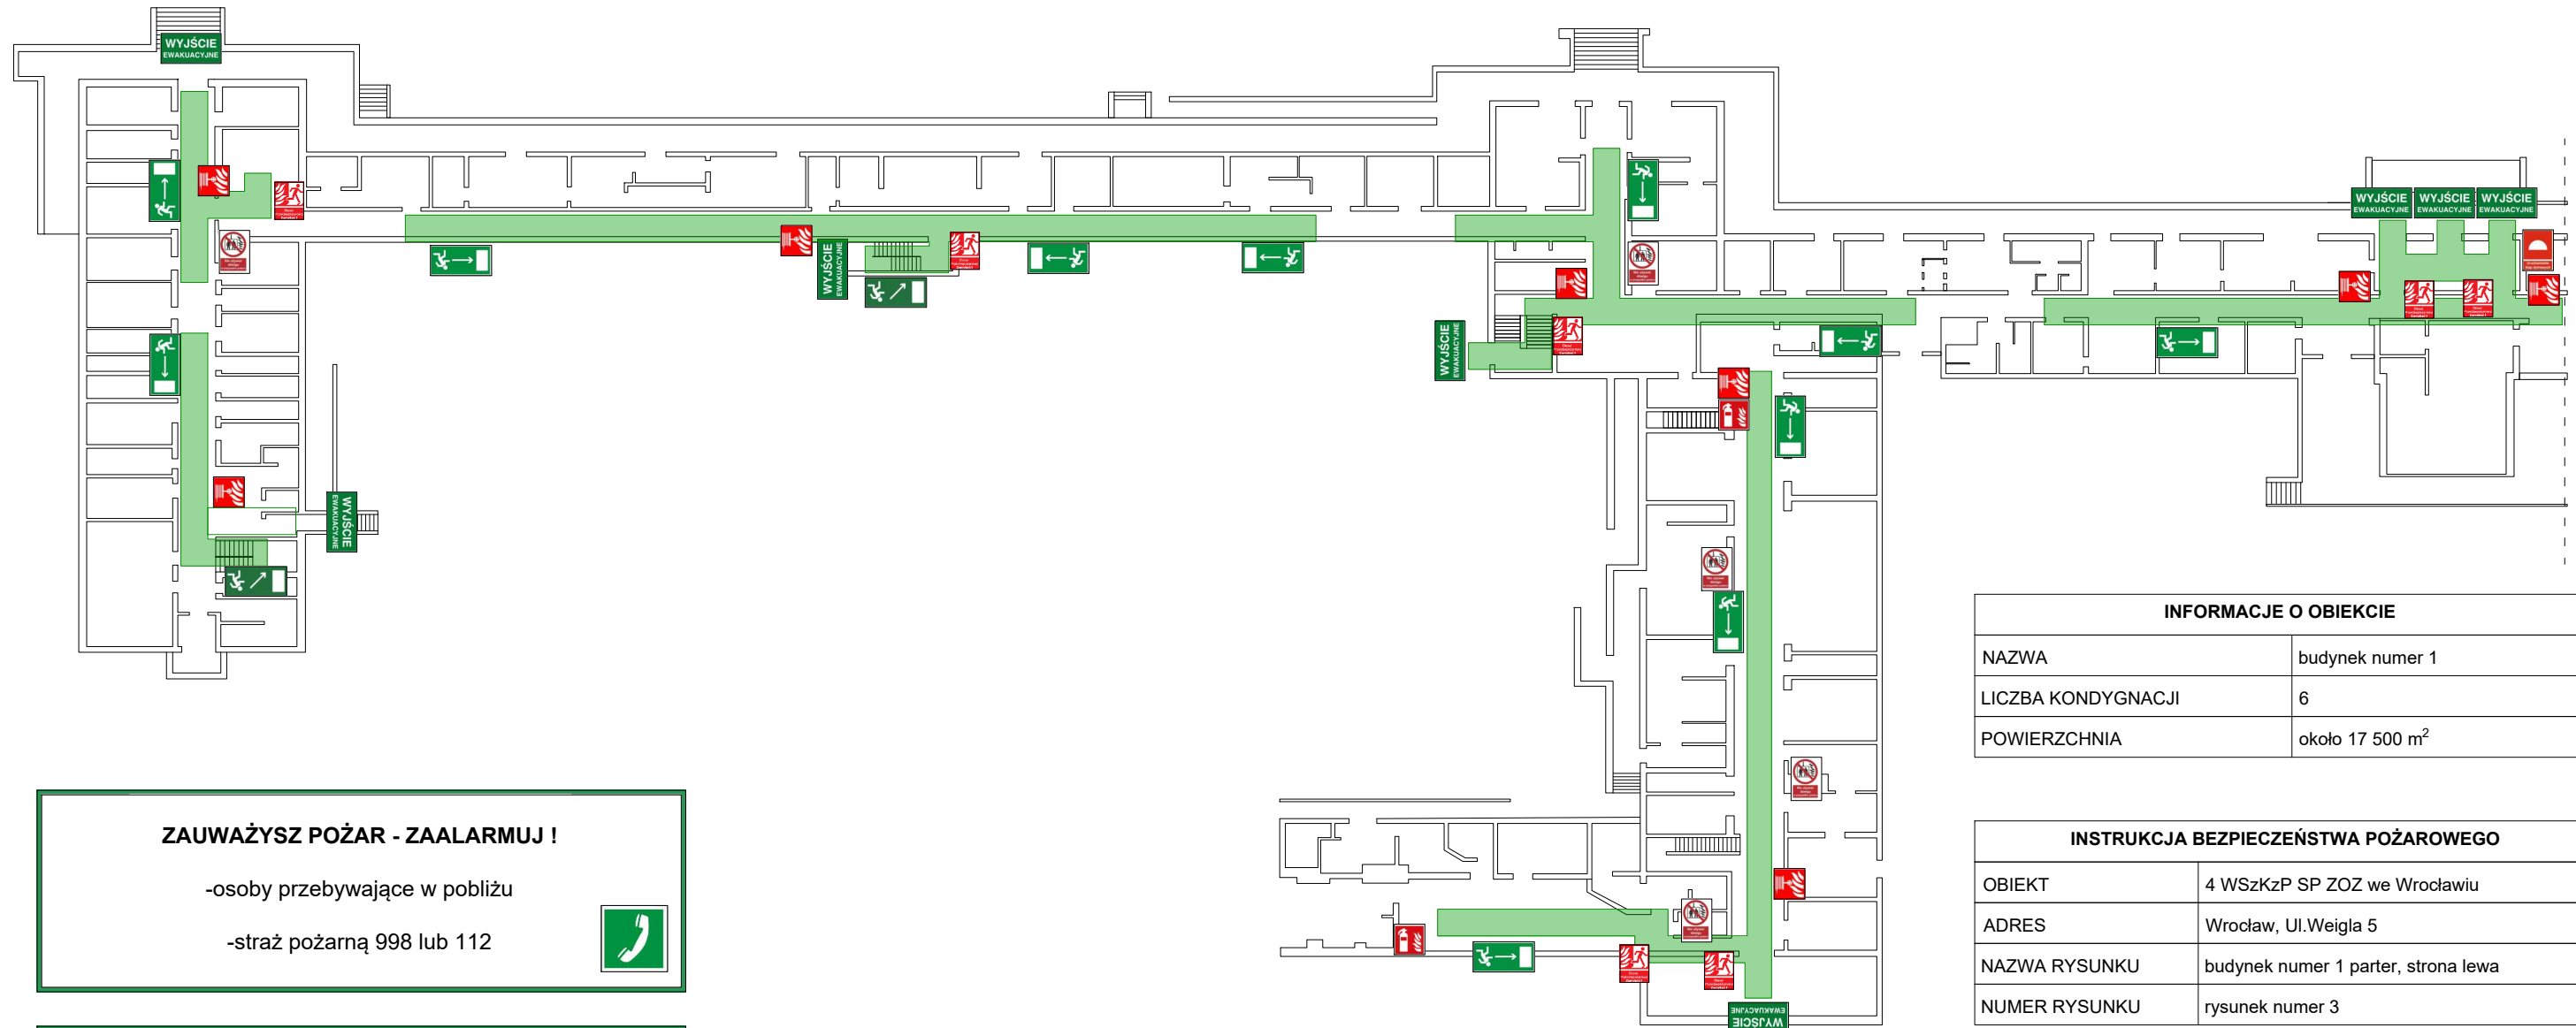 WYJŚCIE
EWAKUACYJNE
WYJŚCIE
EWAKUACYJNE
WYJŚCIE
EWAKUACYJNE
WYJŚCIE
EWAKUACYJNE
WYJŚCIE
EWAKUACYJNE
WYJŚCIE
EWAKUACYJNE
WYJŚCIE
EWAKUACYJNE
WYJŚCIE
EWAKUACYJNE
ZAUWAŻYSZ POŻAR - ZAALARMUJ !
-osoby przebywające w pobliżu
-straż pożarną 998 lub 112
INFORMACJE O OBIEKCIE
NAZWA budynek numer 1
LICZBA KONDYGNACJI 6
POWIERZCHNIA około 17 500 m²
INSTRUKCJA BEZPIECZEŃSTWA POŻAROWEGO
OBIEKT 4 WSzKzP SP ZOZ we Wrocławiu
ADRES Wrocław, Ul.Weigla 5
NAZWA RYSUNKU budynek numer 1 parter, strona lewa
NUMER RYSUNKU rysunek numer 3